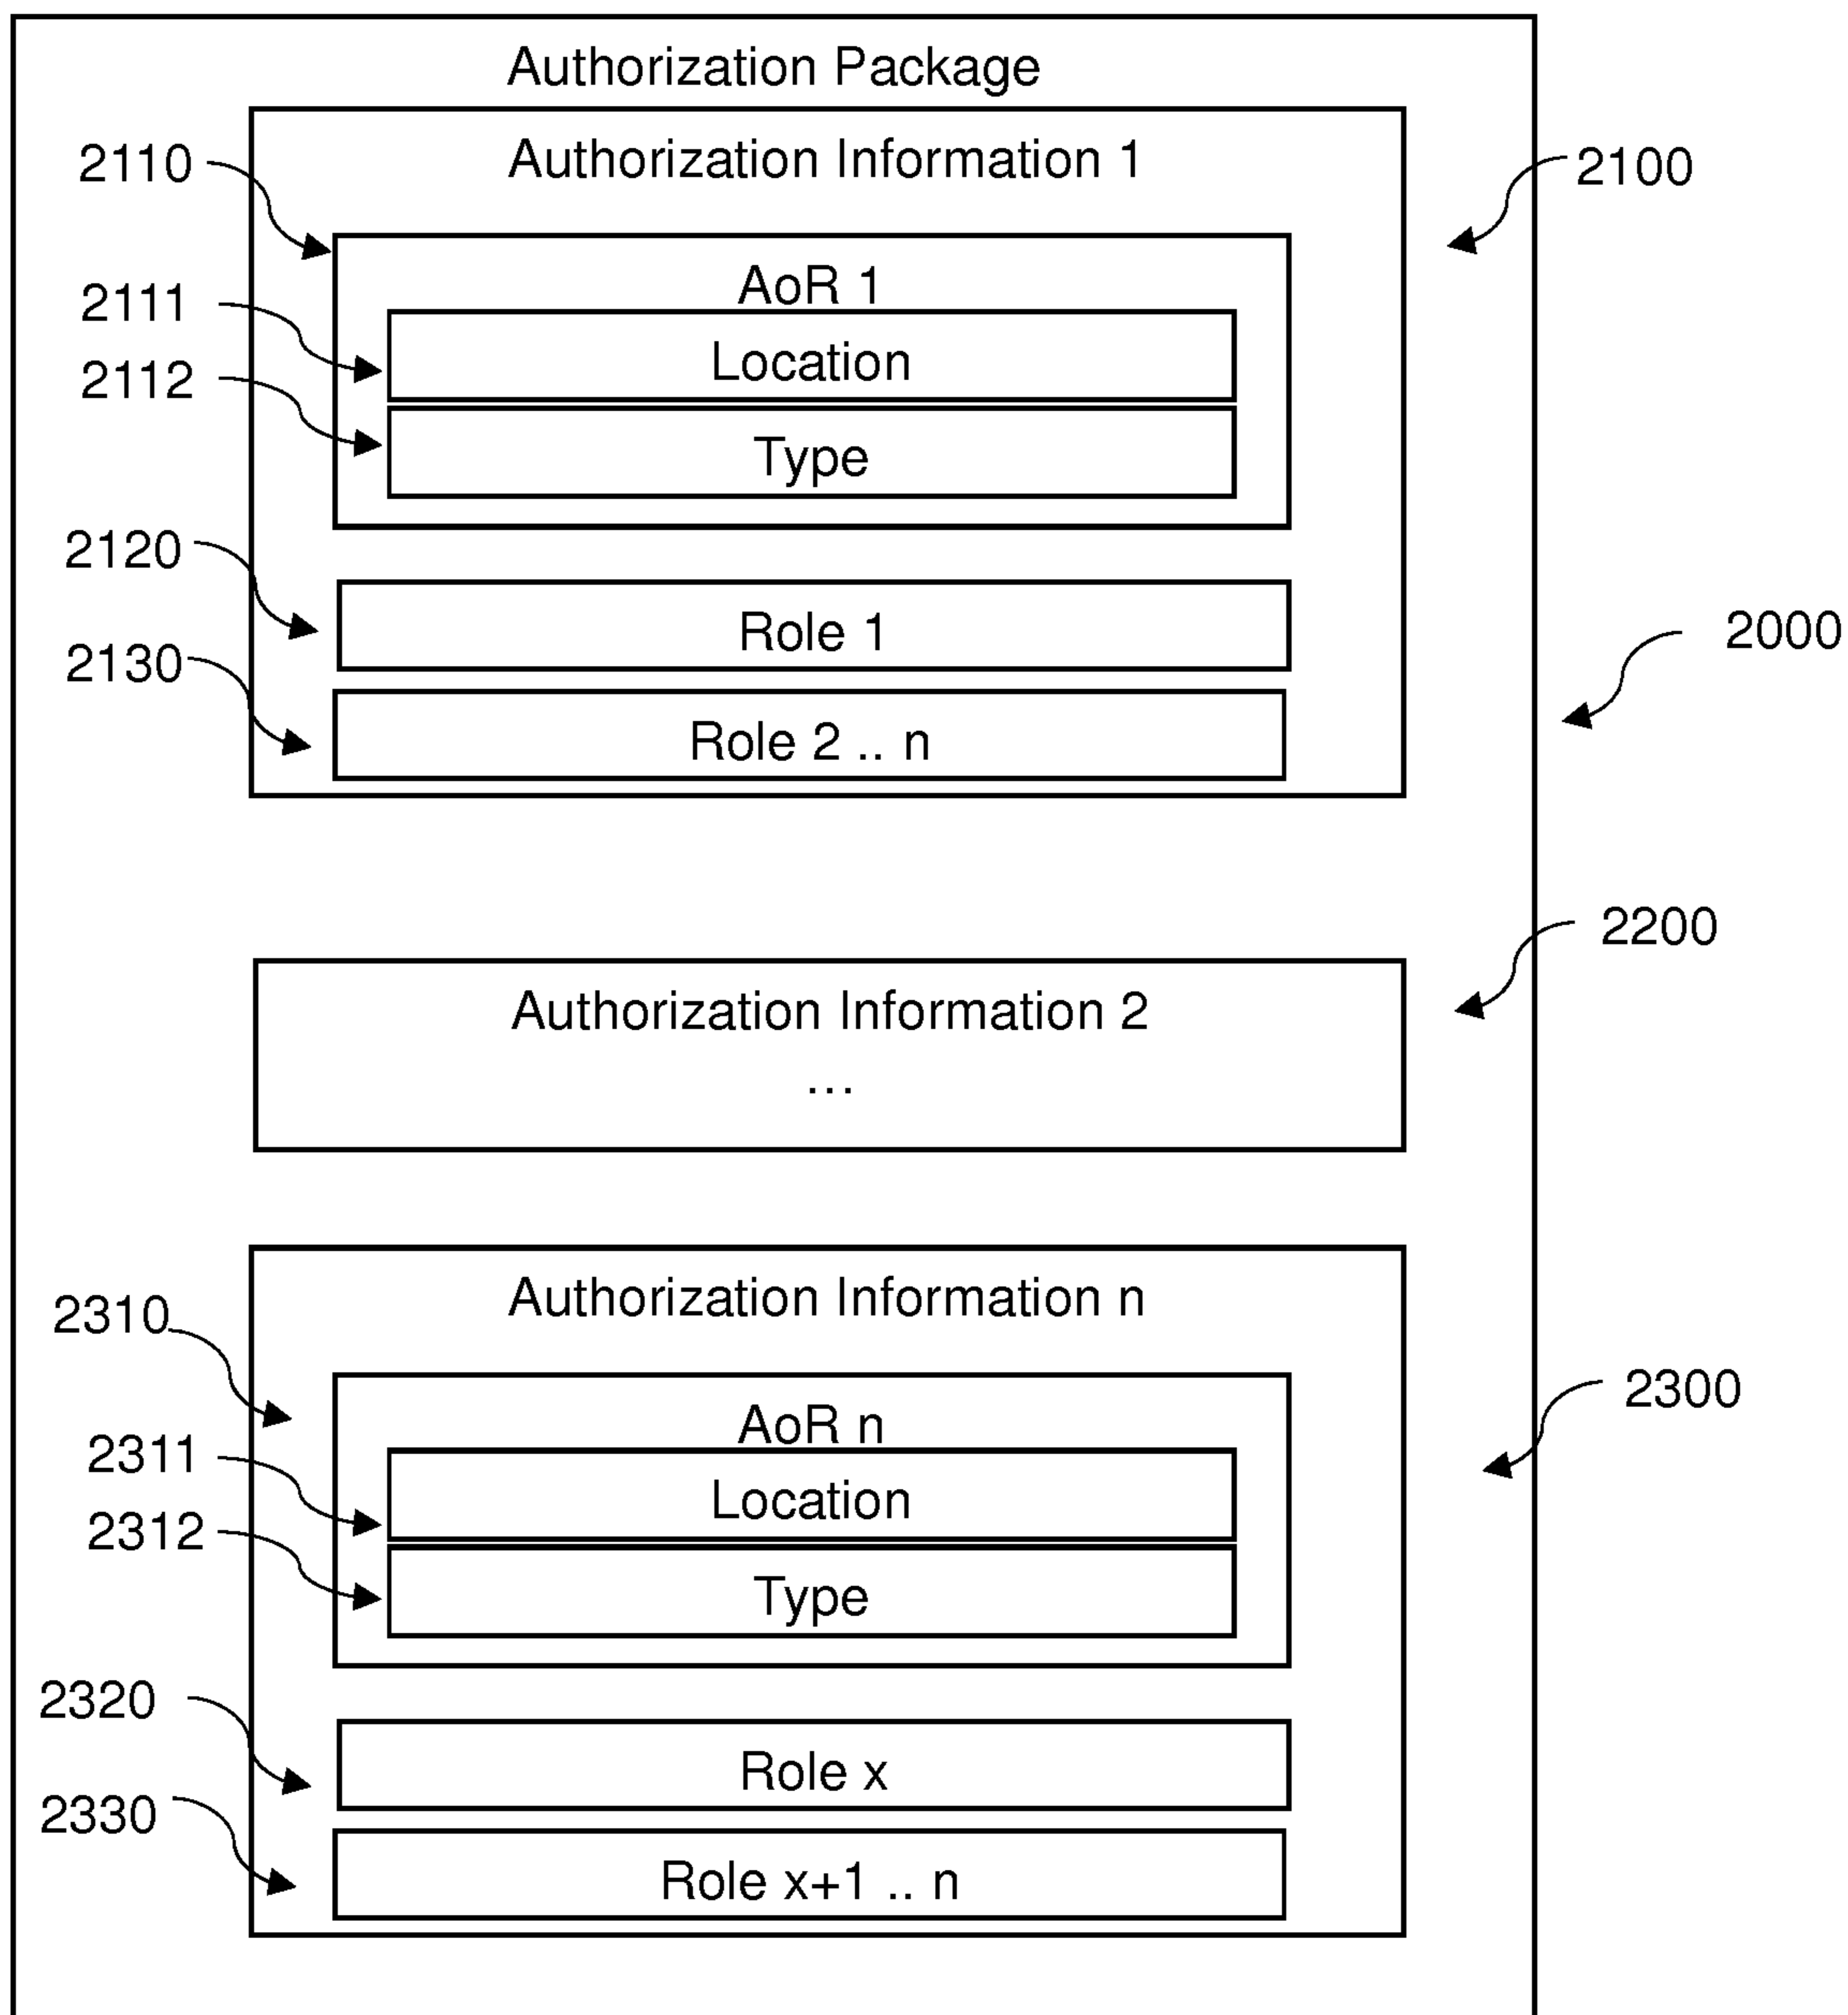 Authorization Package
Authorization Information 1
2110
2100
AoR 1
2111
Location
2112
Type
2120
Role 1
2000
2130
Role 2 .. n
2200
Authorization Information 2
...
Authorization Information n
2310
2300
AoR n
2311
Location
2312
Type
2320
Role x
2330
Role x+1 .. n